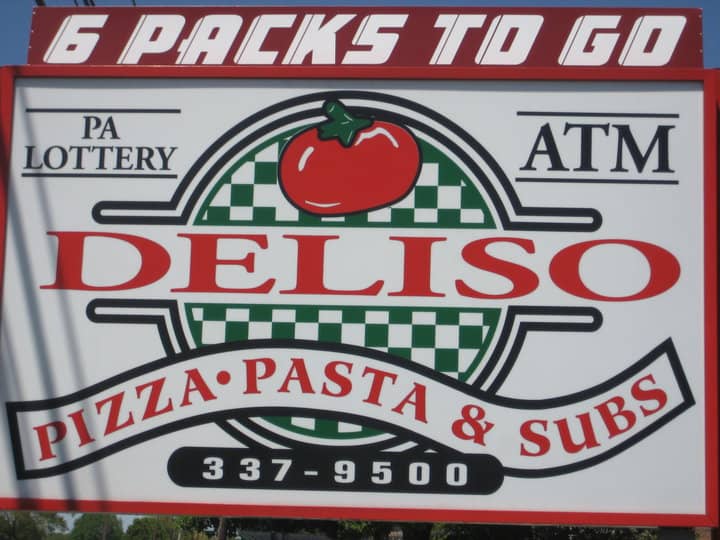 6 PACKS TO GO
PA
LOTTERY
ATM
DELISO
PIZZA • PASTA & SUBS
337-9500